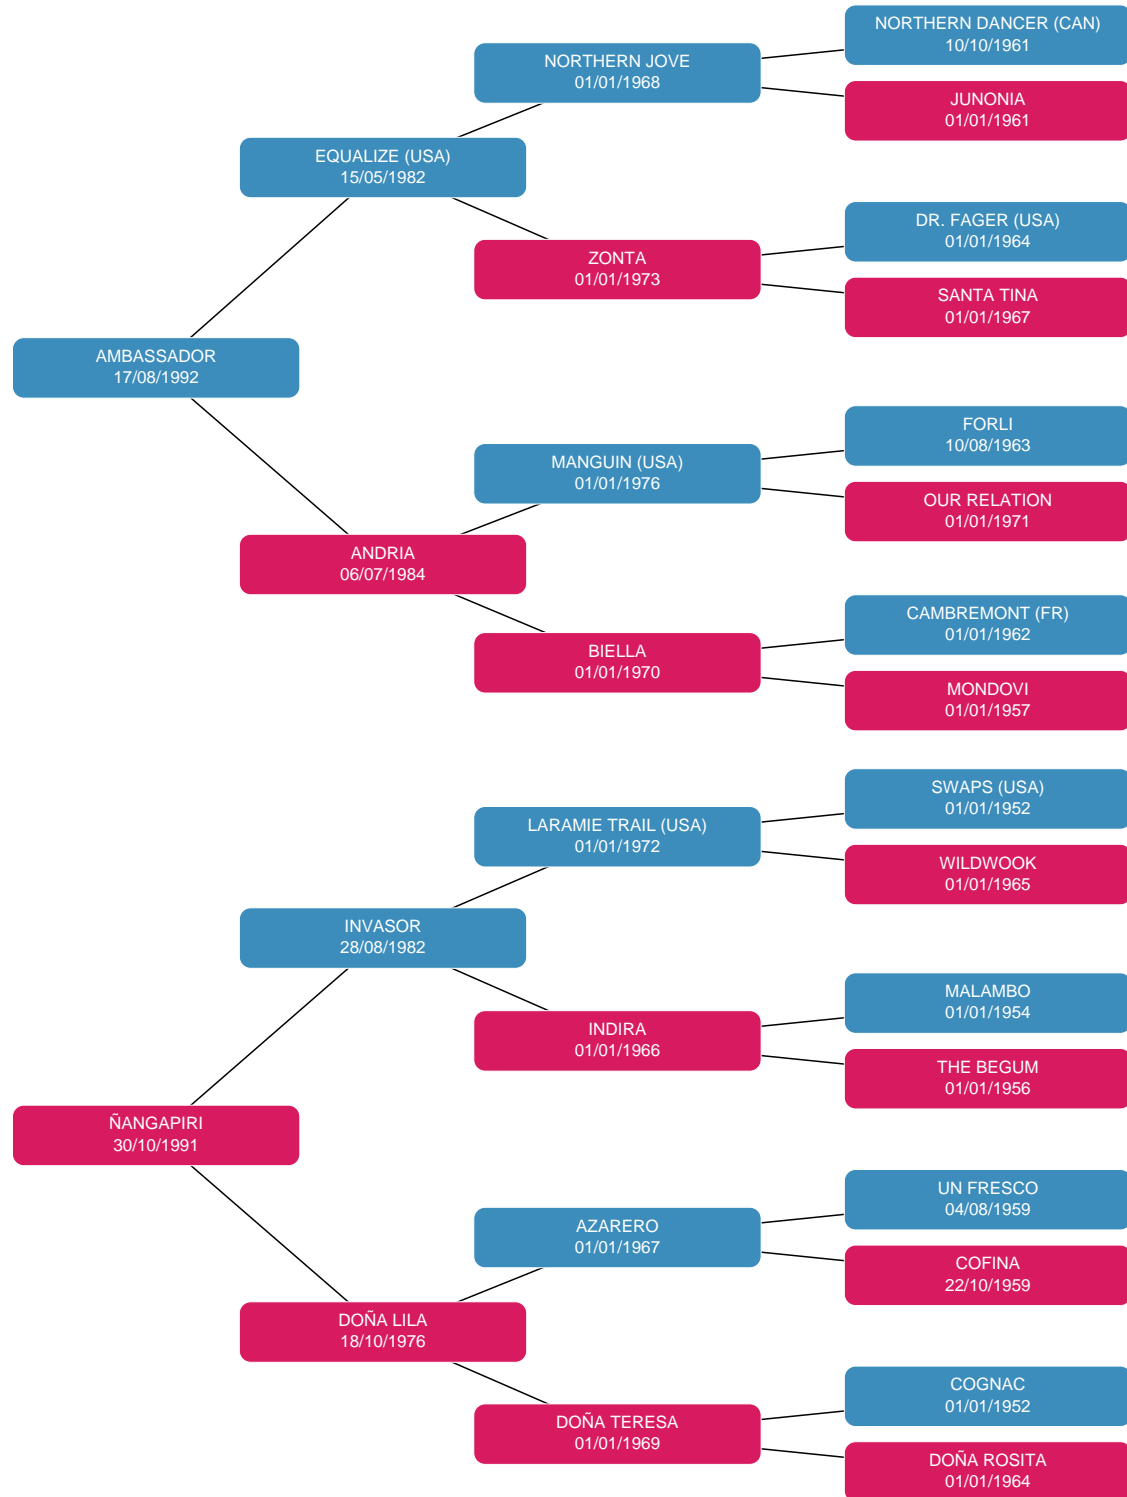 NORTHERN DANCER (CAN)
10/10/1961
NORTHERN JOVE
01/01/1968
JUNONIA
01/01/1961
EQUALIZE (USA)
15/05/1982
DR. FAGER (USA)
01/01/1964
ZONTA
01/01/1973
SANTA TINA
01/01/1967
AMBASSADOR
17/08/1992
FORLI
10/08/1963
MANGUIN (USA)
01/01/1976
OUR RELATION
01/01/1971
ANDRIA
06/07/1984
CAMBREMONT (FR)
01/01/1962
BIELLA
01/01/1970
MONDOVI
01/01/1957
SWAPS (USA)
01/01/1952
LARAMIE TRAIL (USA)
01/01/1972
WILDWOOK
01/01/1965
INVASOR
28/08/1982
MALAMBO
01/01/1954
INDIRA
01/01/1966
THE BEGUM
01/01/1956
ÑANGAPIRI
30/10/1991
UN FRESCO
04/08/1959
AZARERO
01/01/1967
COFINA
22/10/1959
DOÑA LILA
18/10/1976
COGNAC
01/01/1952
DOÑA TERESA
01/01/1969
DOÑA ROSITA
01/01/1964